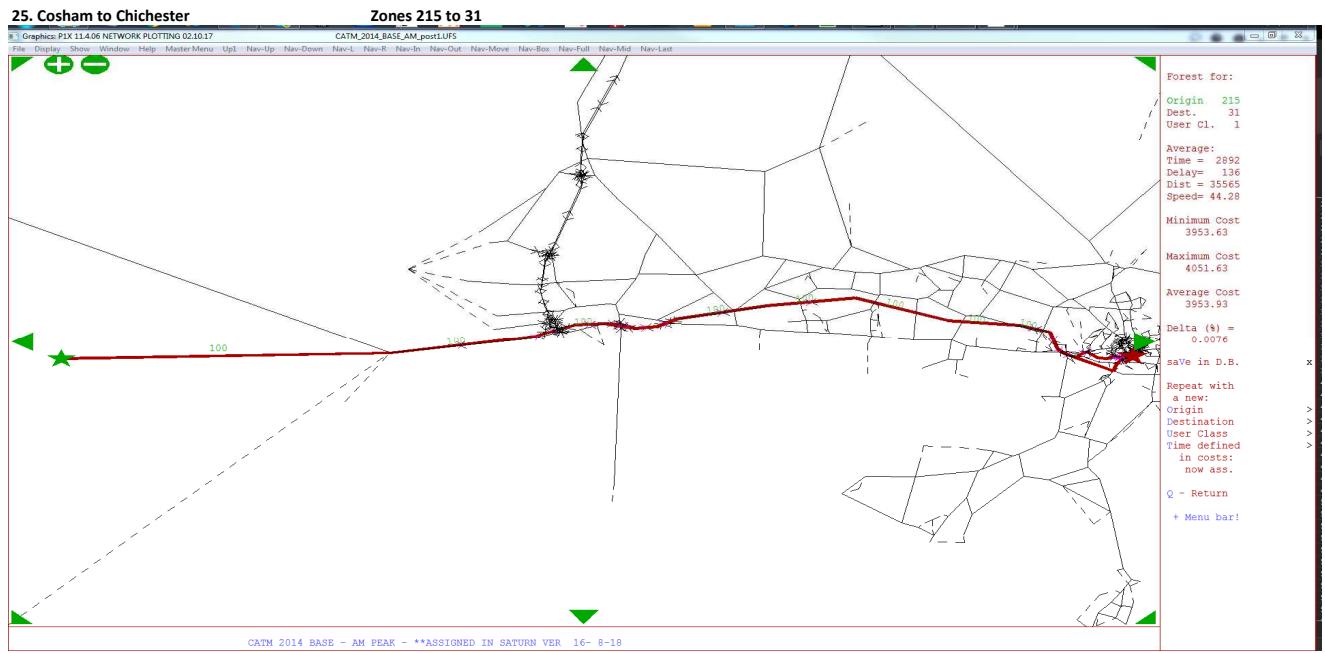 25. Cosham to Chichester Zones 215 to 31
Graphics: P1X 11.4.06 NETWORK PLOTTING 02.10.17 CATM_2014_BASE_AM_post1.UFS
File Display Show Window Help Master Menu Up1 Nav-Up Nav-Down Nav-L Nav-R Nav-In Nav-Out Nav-Move Nav-Box Nav-Full Nav-Mid Nav-Last
Forest for:
Origin 215
Dest. 31
User Cl. 1
Average:
Time = 2892
Delay= 136
Dist = 35565
Speed= 44.28
Minimum Cost
3953.63
Maximum Cost
4051.63
Average Cost
3953.93
Delta (%) =
0.0076
saVe in D.B. x
Repeat with
a new:
Origin >
Destination >
User Class >
Time defined >
in costs:
now ass.
Q - Return
+ Menu bar!
100
100
100
100
100
100
100
CATM 2014 BASE - AM PEAK - **ASSIGNED IN SATURN VER 16- 8-18